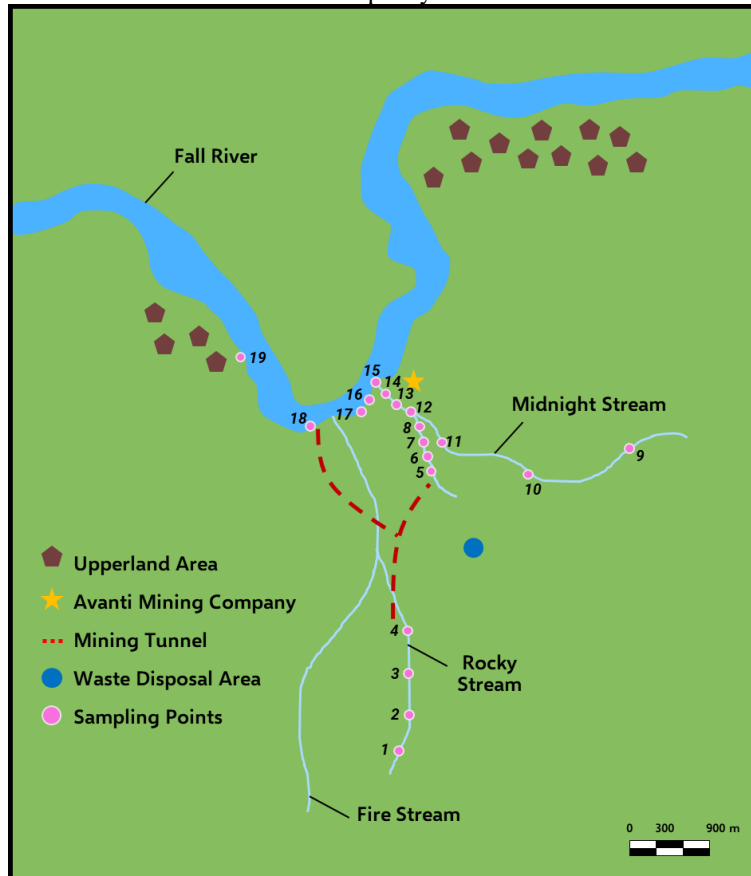 Fall River
19
15
14
16
13
17
12
18
8
11
7
6
5
Midnight Stream
9
10
Upperland Area
Avanti Mining Company
Mining Tunnel
Waste Disposal Area
Sampling Points
4
3
2
1
Rocky
Stream
Fire Stream
0 300 900 m